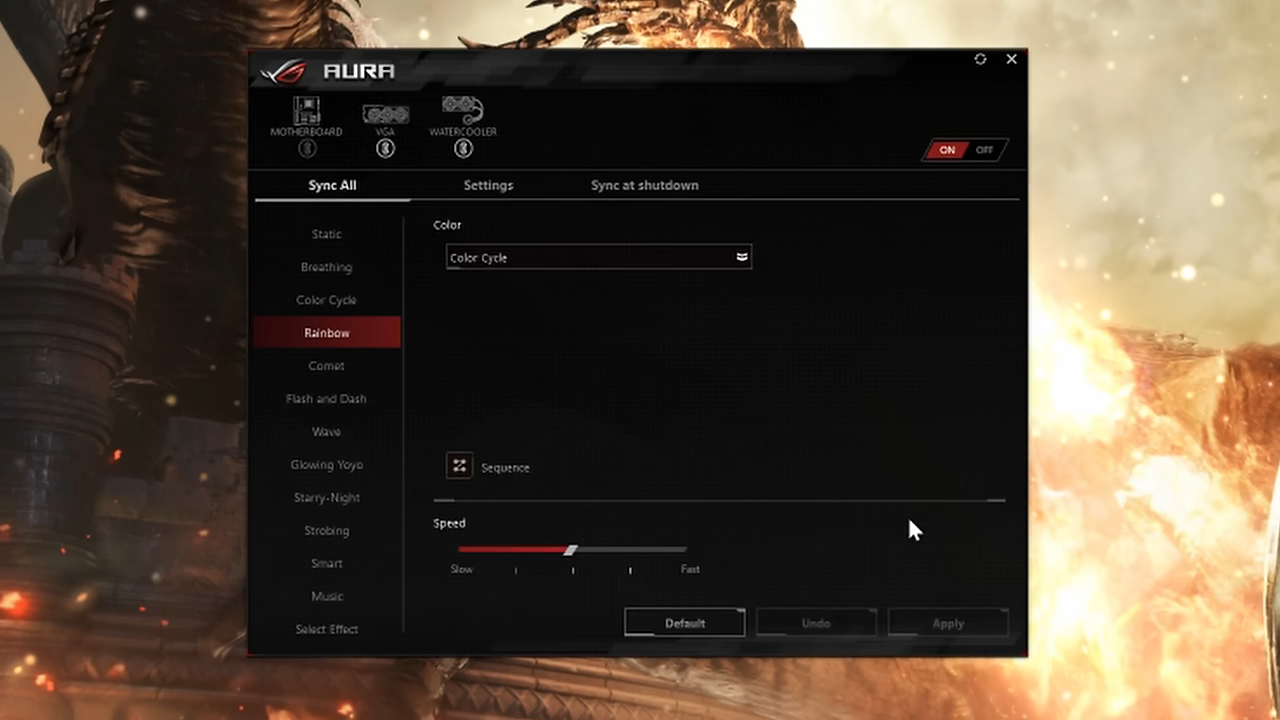 AURA
MOTHERBOARD VGA WATERCOOLER
ON OFF
Sync All Settings Sync at shutdown
Static
Breathing
Color Cycle
Rainbow
Comet
Flash and Dash
Wave
Glowing Yoyo
Starry-Night
Strobing
Smart
Music
Select Effect
Color
Color Cycle
Sequence
Speed
Slow Fast
Default Undo Apply